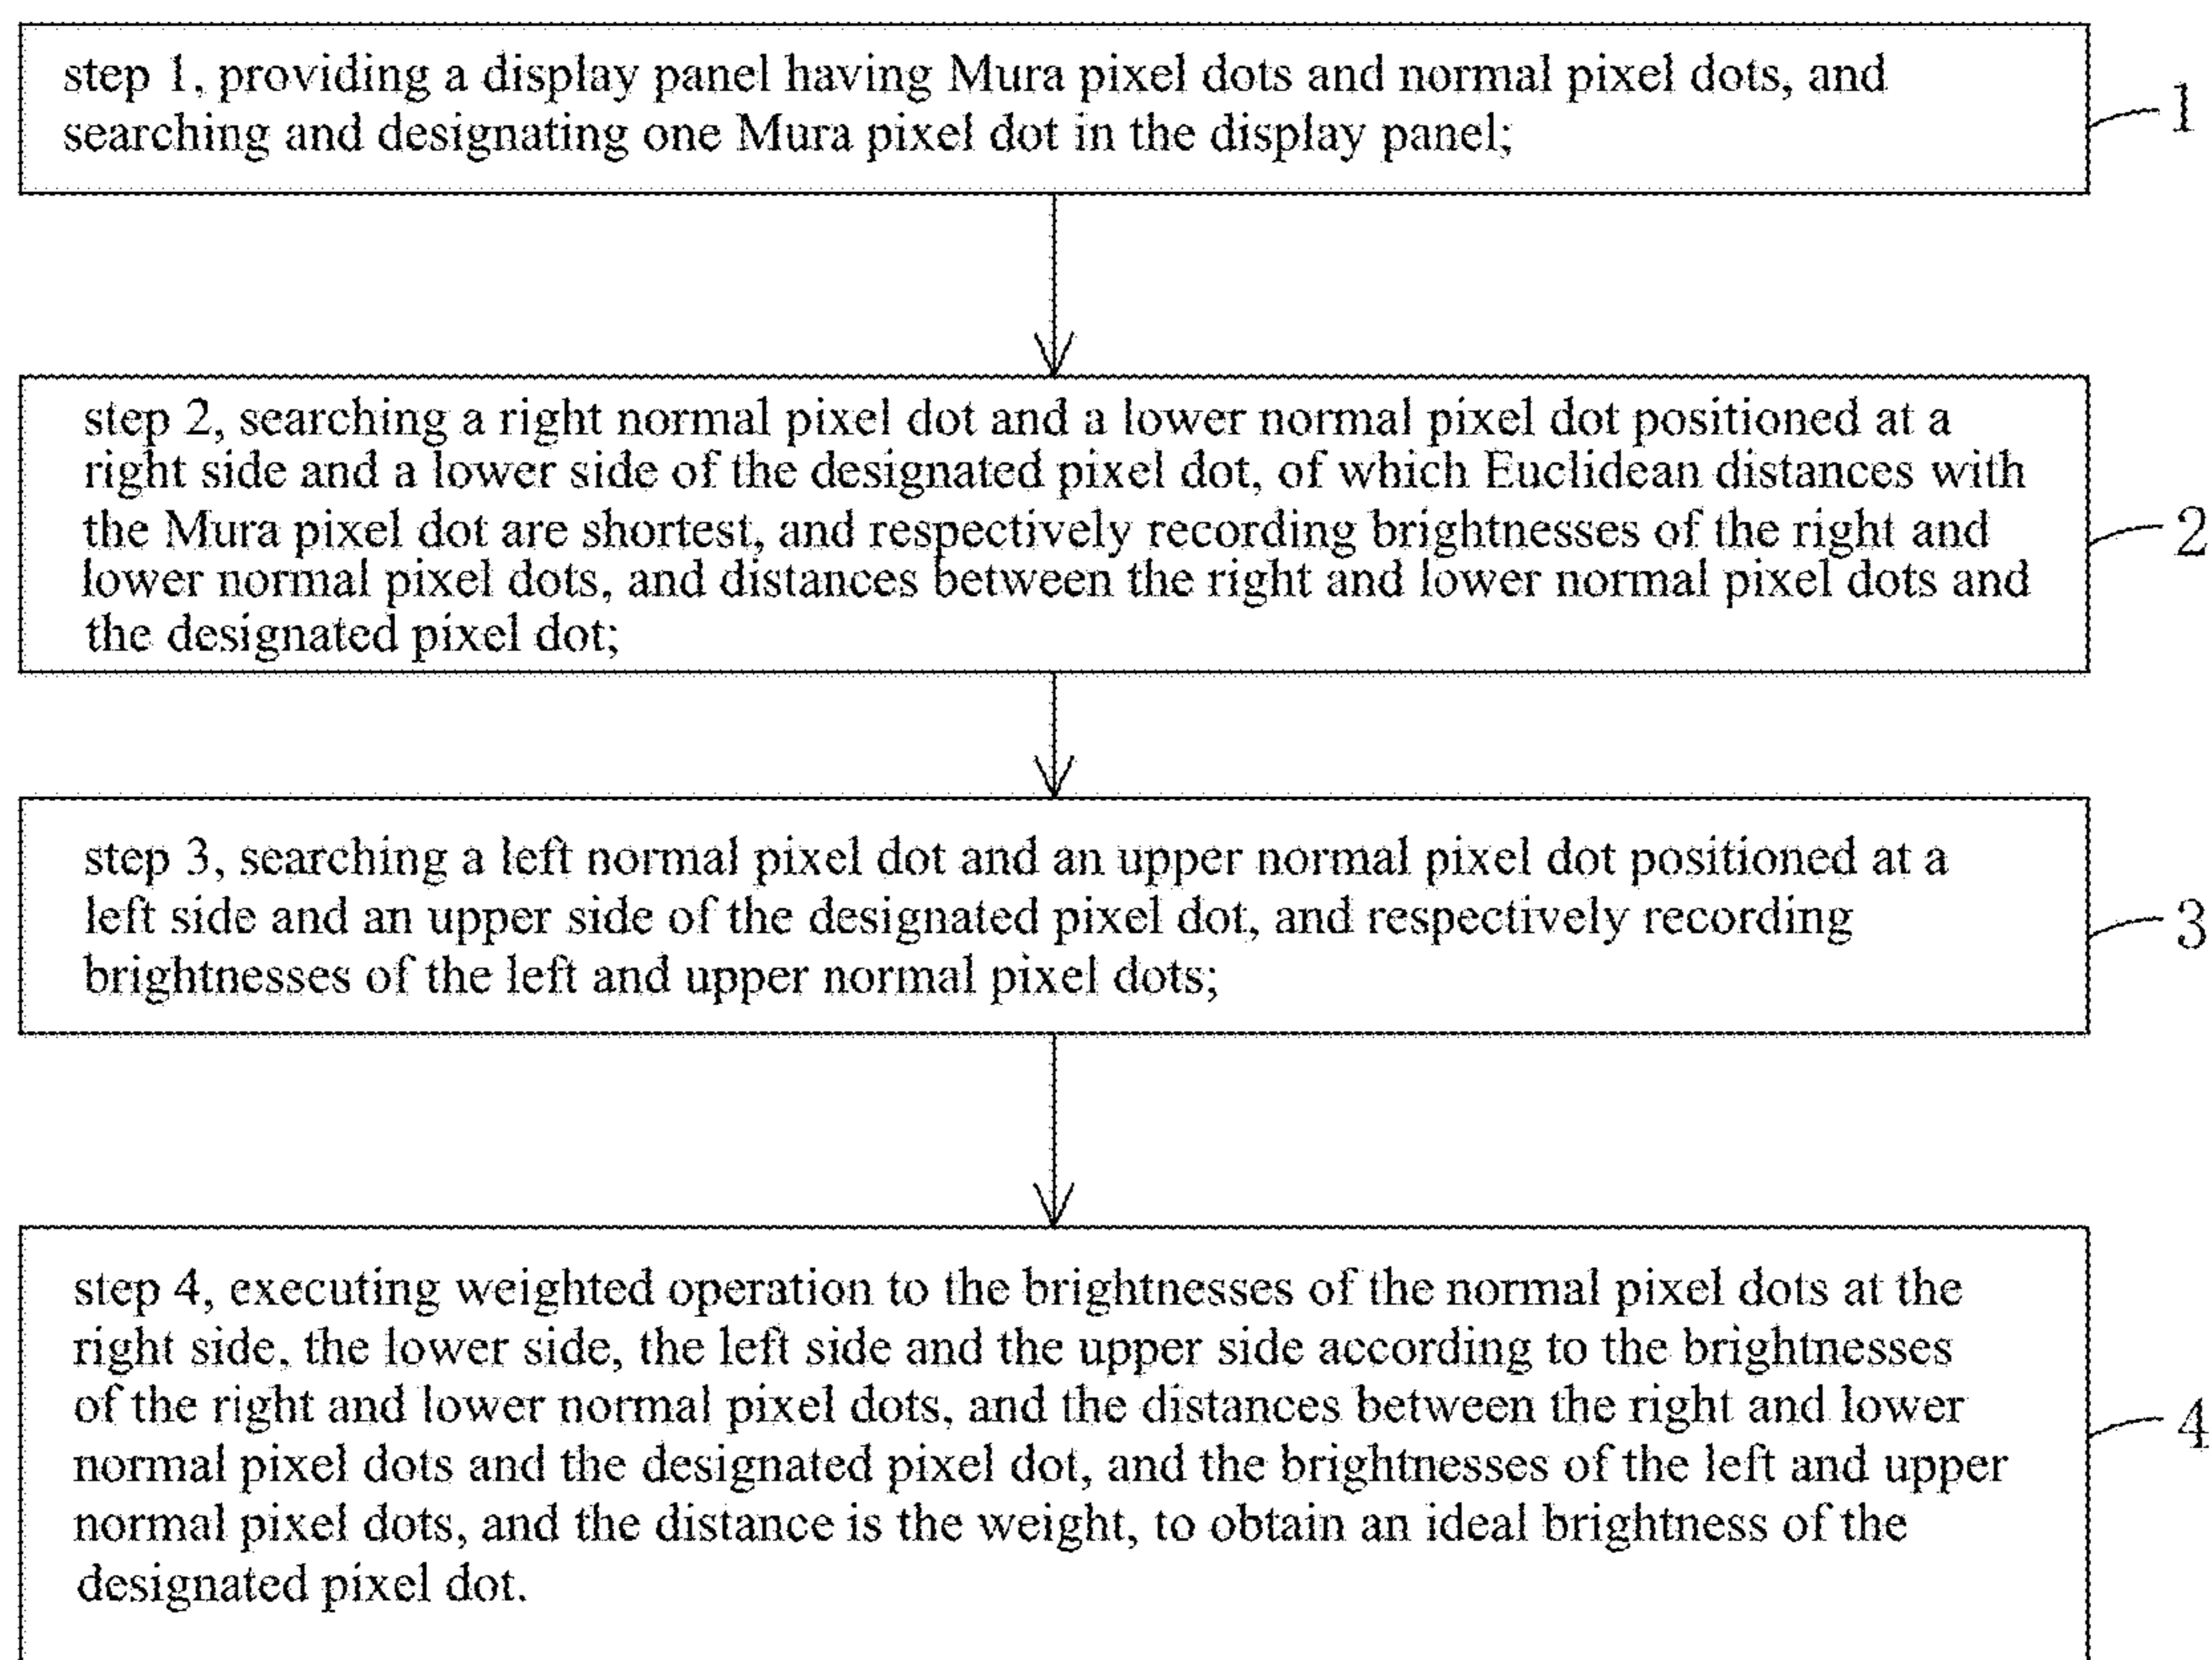 step 1, providing a display panel having Mura pixel dots and normal pixel dots, and
searching and designating one Mura pixel dot in the display panel;
1
step 2, searching a right normal pixel dot and a lower normal pixel dot positioned at a
right side and a lower side of the designated pixel dot, of which Euclidean distances with
the Mura pixel dot are shortest, and respectively recording brightnesses of the right and
lower normal pixel dots, and distances between the right and lower normal pixel dots and
the designated pixel dot;
2
step 3, searching a left normal pixel dot and an upper normal pixel dot positioned at a
left side and an upper side of the designated pixel dot, and respectively recording
brightnesses of the left and upper normal pixel dots;
3
step 4, executing weighted operation to the brightnesses of the normal pixel dots at the
right side, the lower side, the left side and the upper side according to the brightnesses
of the right and lower normal pixel dots, and the distances between the right and lower
normal pixel dots and the designated pixel dot, and the brightnesses of the left and upper
normal pixel dots, and the distance is the weight, to obtain an ideal brightness of the
designated pixel dot.
4